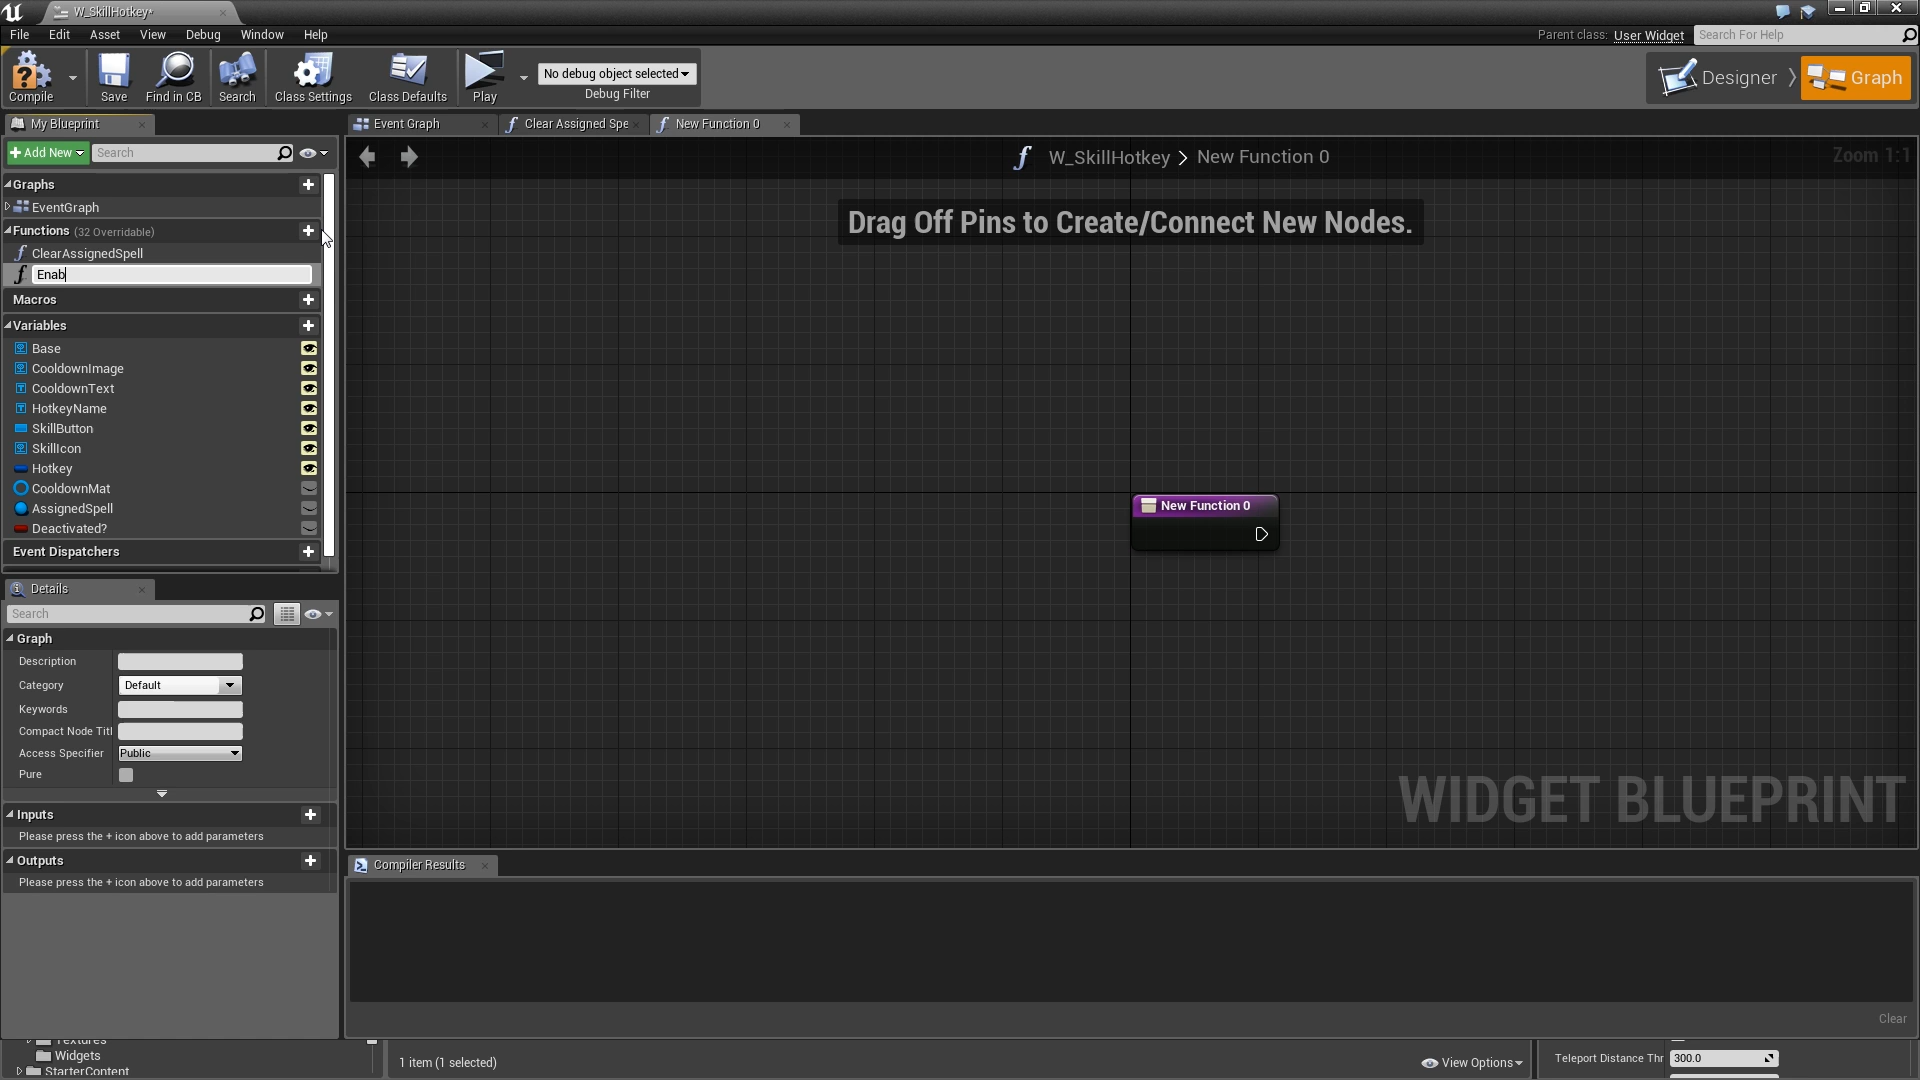 W_SkillHotkey*
File Edit Asset View Debug Window Help
Parent class: User Widget Search For Help
Compile Save Find in CB Search Class Settings Class Defaults Play
No debug object selected
Debug Filter
Designer Graph
My Blueprint
Event Graph Clear Assigned Spe New Function 0
Add New Search
W_SkillHotkey > New Function 0
Zoom 1:1
Graphs
EventGraph
Functions (32 Overridable)
ClearAssignedSpell
Enab
Macros
Variables
Base
CooldownImage
CooldownText
HotkeyName
SkillButton
SkillIcon
Hotkey
CooldownMat
AssignedSpell
Deactivated?
Event Dispatchers
Drag Off Pins to Create/Connect New Nodes.
New Function 0
WIDGET BLUEPRINT
Details
Search
Graph
Description
Category Default
Keywords
Compact Node Titl
Access Specifier Public
Pure
Inputs
Please press the + icon above to add parameters
Outputs
Please press the + icon above to add parameters
Compiler Results
Clear
Textures
Widgets
StarterContent
1 item (1 selected)
View Options
Teleport Distance Thr 300.0